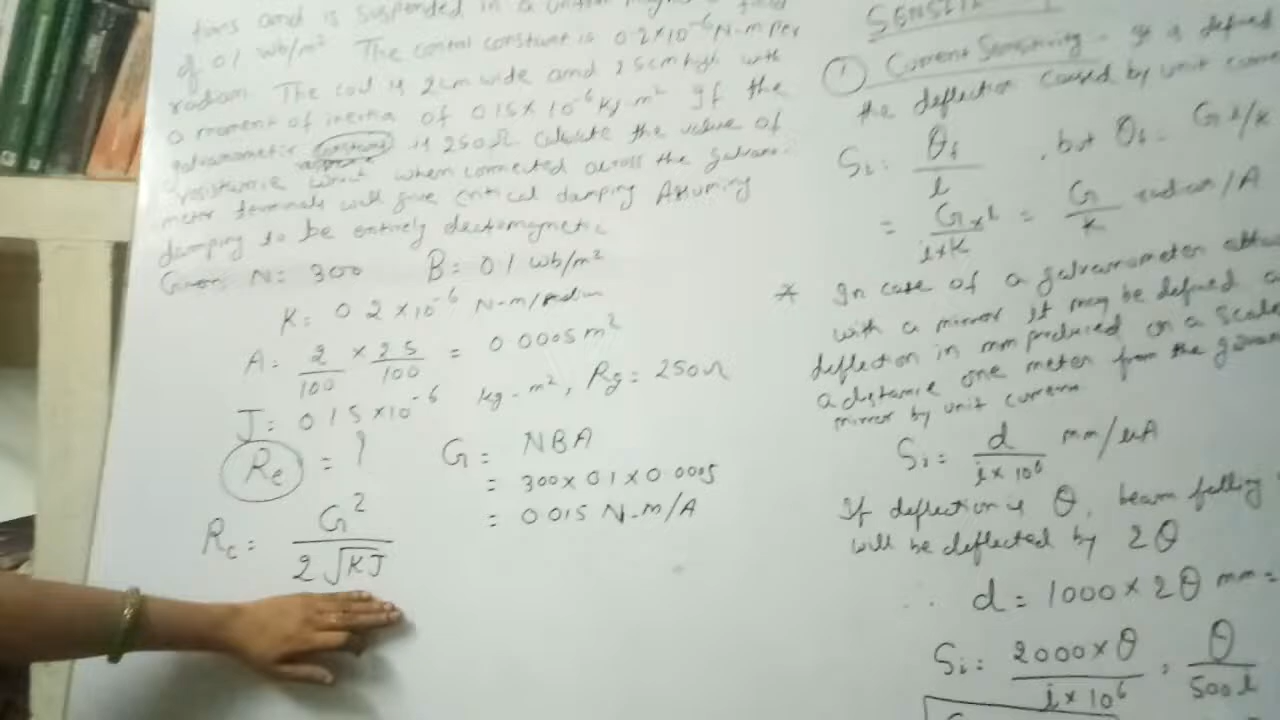 and is suspended in a
of 0.1 wb/m² The control constant is 0.2×10⁻⁶ N-m per
radian The coil is 2cm wide and 2.5cm high with
a moment of inertia of 0.15×10⁻⁶ kg-m² If the
galvanometer is 250Ω Calculate the value of
resistance when connected across the galvano-
meter terminals will give critical damping Assuming
damping to be entirely electromagnetic
Given N= 300 B= 0.1 wb/m²
K= 0.2×10⁻⁶ N-m/radian
A= 2/100 × 2.5/100 = 0.0005 m²
J= 0.15×10⁻⁶ kg-m², Rg= 250Ω
Re = ?
G= NBA
= 300×0.1×0.0005
= 0.015 N-m/A
Rc= G²/2√KJ
① Current Sensitivity - It is defined
the deflection caused by unit
Si= θf/i , but θf= Gi/K
= G×i/i×K = G/K radian/A
* In case of a galvanometer
with a mirror it may be defined
deflection in mm produced on a scale
a distance one meter from the
mirror by unit current
Si= d/i×10⁶ mm/μA
If deflection is θ, beam falling
will be deflected by 2θ
∴ d= 1000×2θ mm=
Si= 2000×θ/i×10⁶ = θ/500i